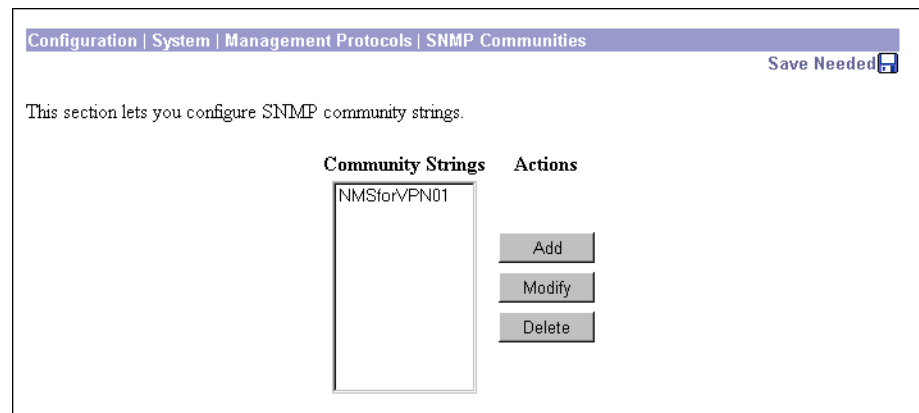 Configuration | System | Management Protocols | SNMP Communities
Save Needed
This section lets you configure SNMP community strings.
Community Strings Actions
NMSforVPN01
Add
Modify
Delete